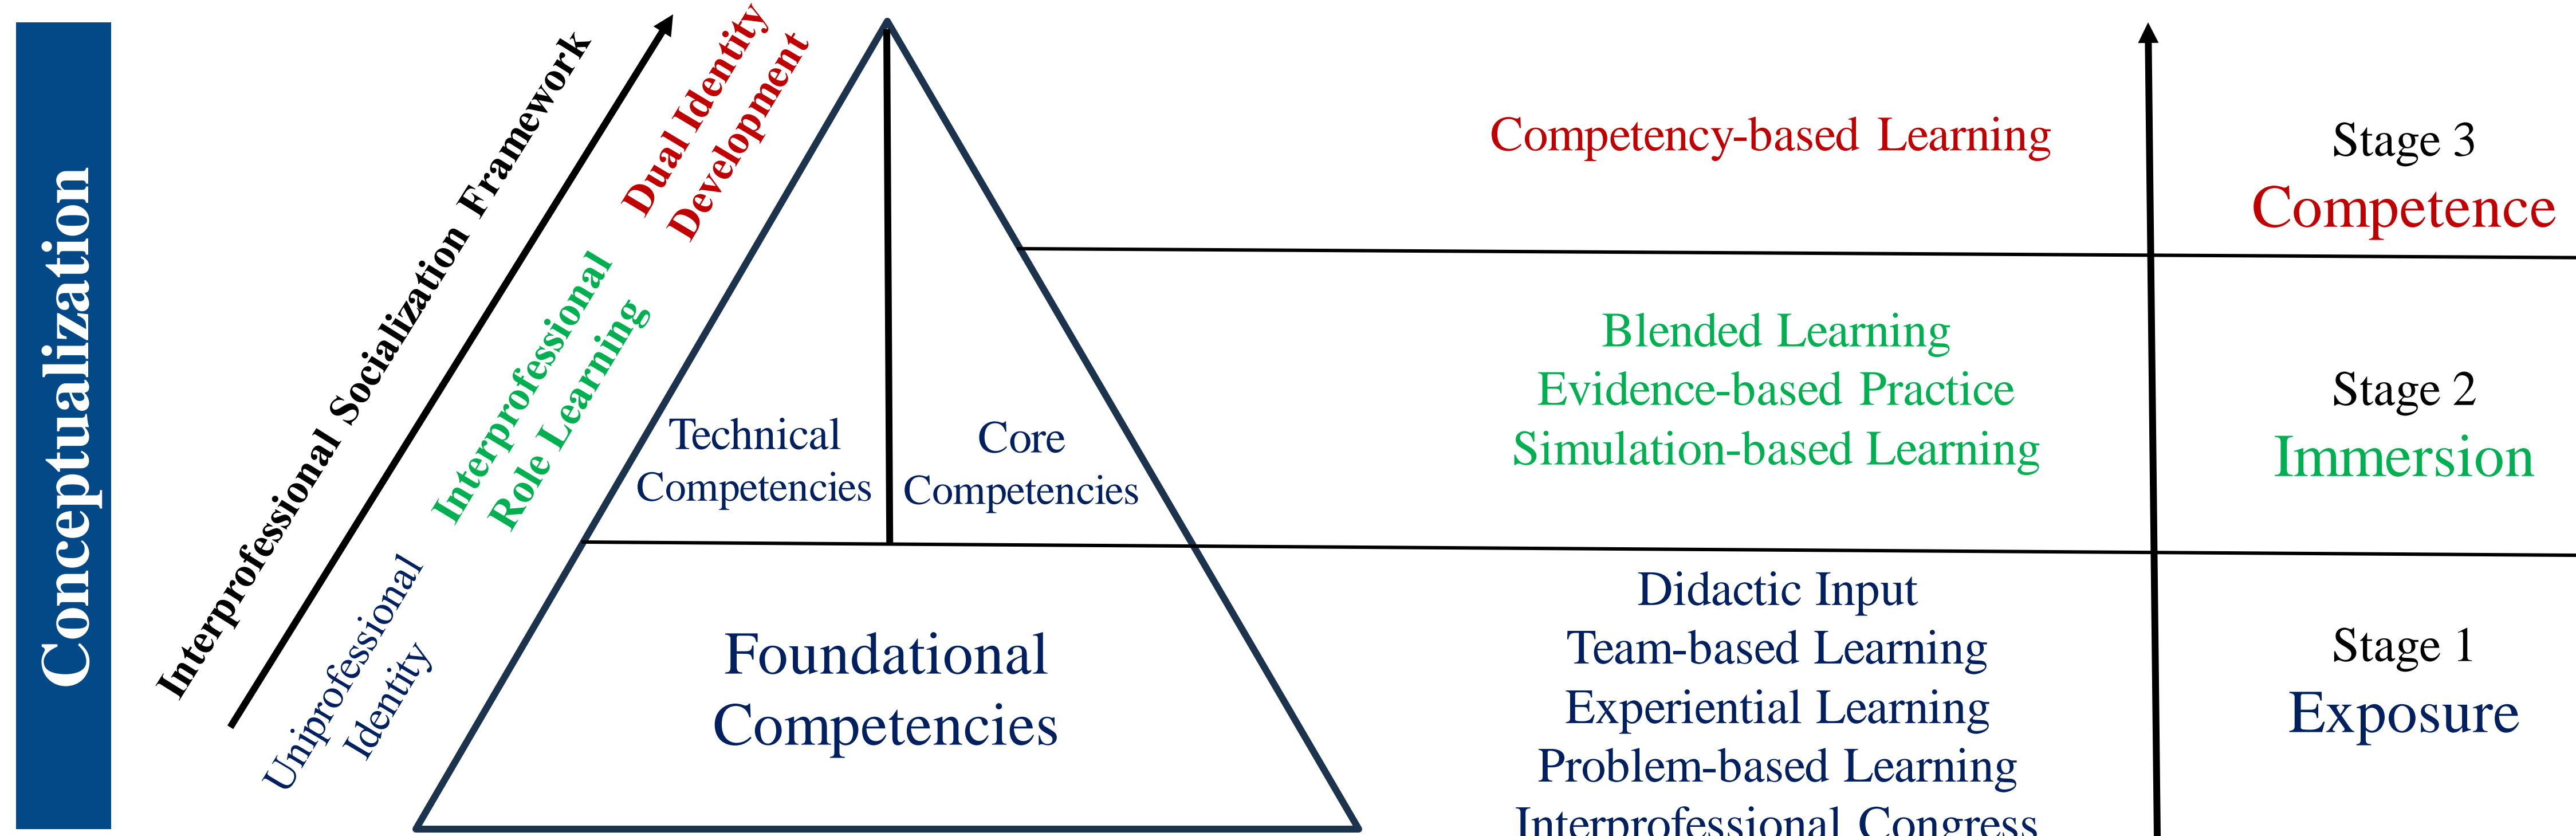 Conceptualization
Interprofessional Socialization Framework
Dual Identity
Development
Interprofessional
Role Learning
Uniprofessional
Identity
Technical
Competencies
Core
Competencies
Foundational
Competencies
Competency-based Learning
Blended Learning
Evidence-based Practice
Simulation-based Learning
Didactic Input
Team-based Learning
Experiential Learning
Problem-based Learning
Interprofessional Congress
Stage 3
Competence
Stage 2
Immersion
Stage 1
Exposure